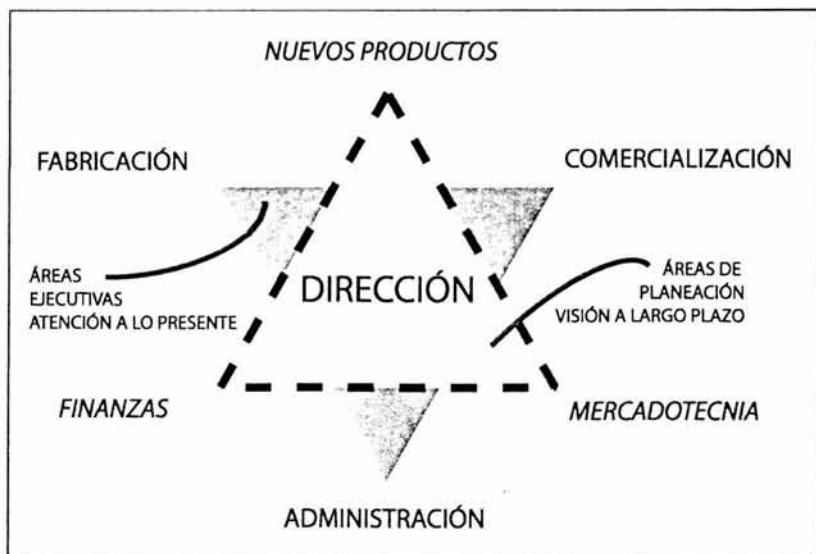 NUEVOS PRODUCTOS
FABRICACIÓN
COMERCIALIZACIÓN
ÁREAS
EJECUTIVAS
ATENCIÓN A LO PRESENTE
DIRECCIÓN
ÁREAS DE
PLANEACIÓN
VISIÓN A LARGO PLAZO
FINANZAS
MERCADOTECNIA
ADMINISTRACIÓN